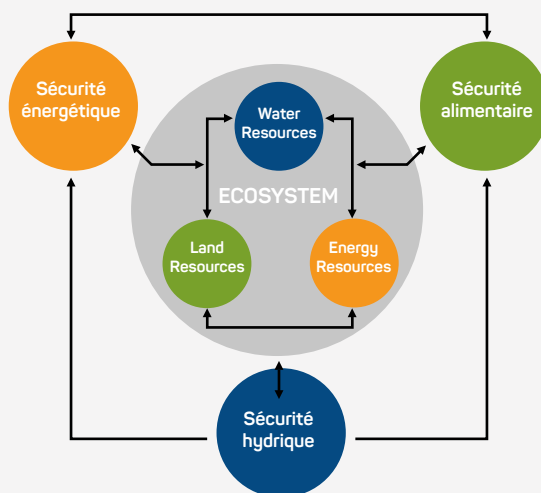 Sécurité
énergétique
Sécurité
alimentaire
Water
Resources
ECOSYSTEM
Land
Resources
Energy
Resources
Sécurité
hydrique